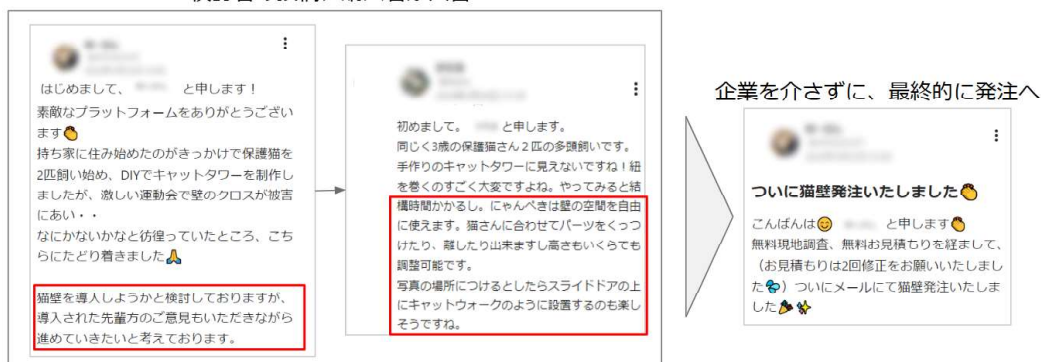 はじめまして、 と申します！
素敵なプラットフォームをありがとうござい
ます👏
持ち家に住み始めたのがきっかけで保護猫を
2匹飼い始め、DIYでキャットタワーを制作し
ましたが、激しい運動会で壁のクロスが被害
にあい・・
なにかないかなと彷徨っていたところ、こち
らにたどり着きました🙏
猫壁を導入しようかと検討しておりますが、
導入された先輩方のご意見もいただきながら
進めていきたいと考えております。
初めまして。 と申します。
同じく3歳の保護猫さん２匹の多頭飼いです。
手作りのキャットタワーに見えないですね！紐
を巻くのすごく大変ですよね。やってみると結
構時間かかるし。にゃんぺきは壁の空間を自由
に使えます。猫さんに合わせてパーツをくっつ
けたり、離したり出来ますし高さもいくらでも
調整可能です。
写真の場所につけるとしたらスライドドアの上
にキャットウォークのように設置するのも楽し
そうですね。
企業を介さずに、最終的に発注へ
ついに猫壁発注いたしました👏
こんばんは😊 と申します👏
無料現地調査、無料お見積もりを経まして、
（お見積もりは2回修正をお願いいたしまし
た💦）ついにメールにて猫壁発注いたしま
した🎉✨